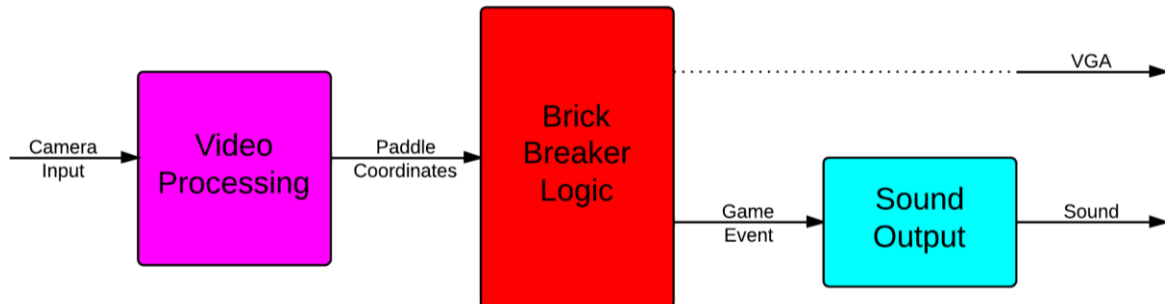 Camera
Input
Video
Processing
Paddle
Coordinates
Brick
Breaker
Logic
VGA
Game
Event
Sound
Output
Sound